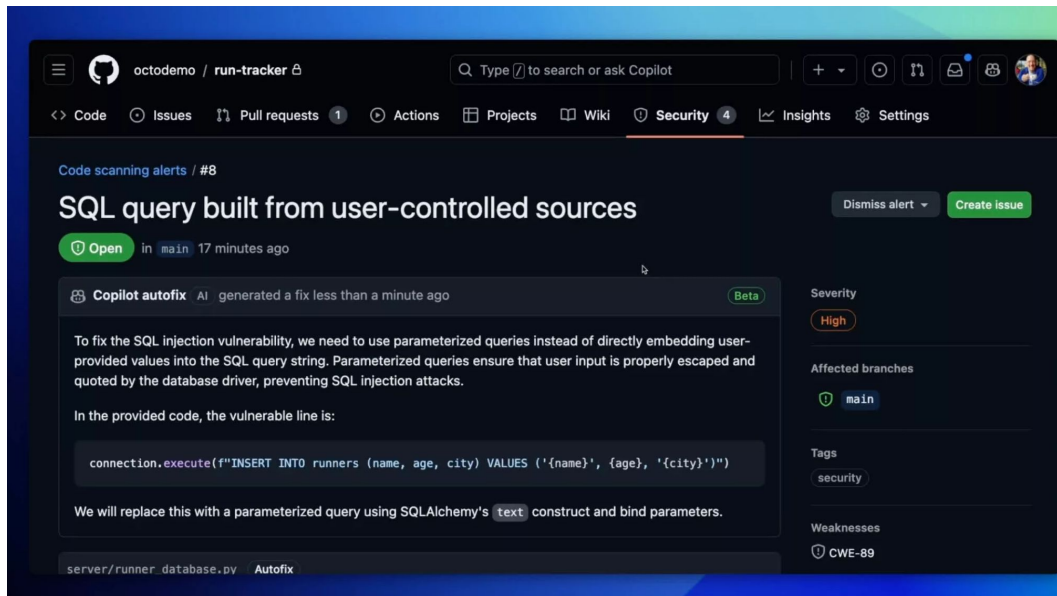 octodemo / run-tracker
Type / to search or ask Copilot
Code
Issues
Pull requests 1
Actions
Projects
Wiki
Security 4
Insights
Settings
Code scanning alerts / #8
SQL query built from user-controlled sources
Dismiss alert
Create issue
Open in main 17 minutes ago
Copilot autofix AI generated a fix less than a minute ago
Beta
To fix the SQL injection vulnerability, we need to use parameterized queries instead of directly embedding user-
provided values into the SQL query string. Parameterized queries ensure that user input is properly escaped and
quoted by the database driver, preventing SQL injection attacks.
In the provided code, the vulnerable line is:
connection.execute(f"INSERT INTO runners (name, age, city) VALUES ('{name}', {age}, '{city}')")
We will replace this with a parameterized query using SQLAlchemy's text construct and bind parameters.
server/runner_database.py Autofix
Severity
High
Affected branches
main
Tags
security
Weaknesses
CWE-89